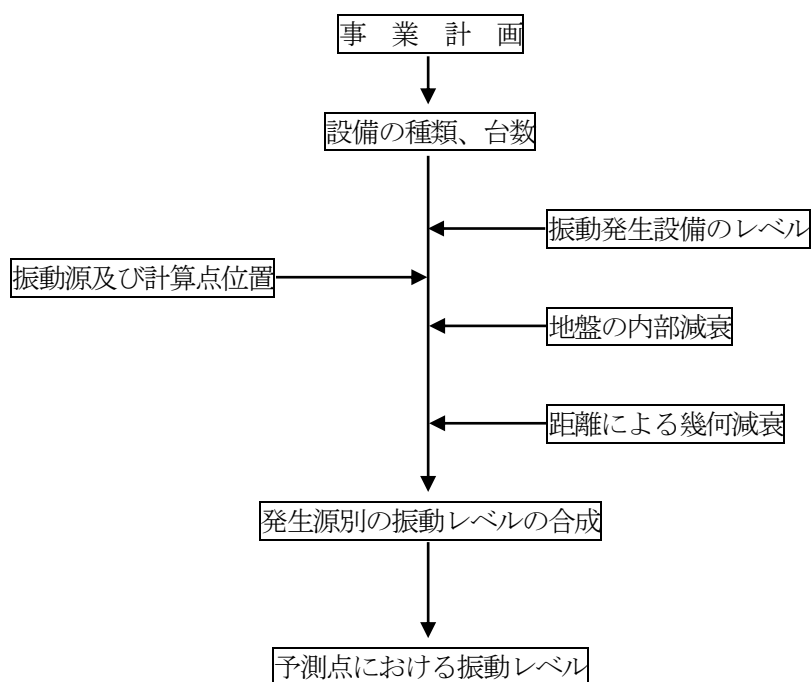 事　業　計　画
設備の種類、台数
振動発生設備のレベル
振動源及び計算点位置
地盤の内部減衰
距離による幾何減衰
発生源別の振動レベルの合成
予測点における振動レベル